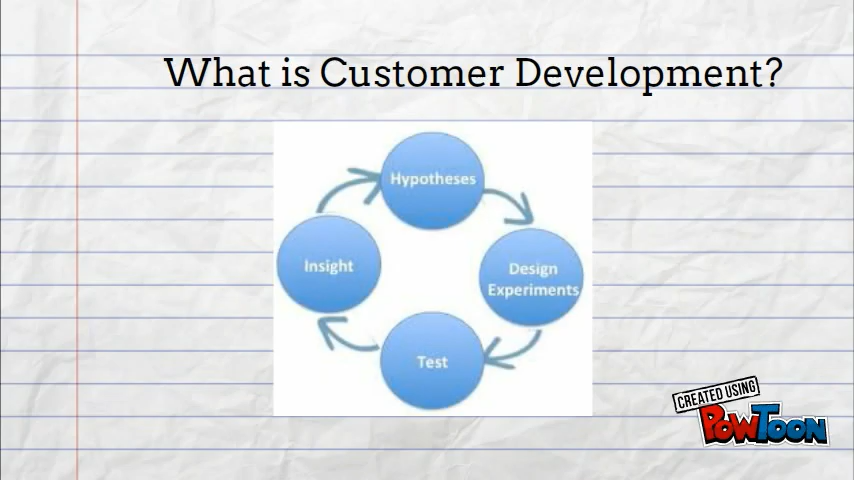 What is Customer Development?
Hypotheses
Design
Experiments
Test
Insight
CREATED USING
POWTOON